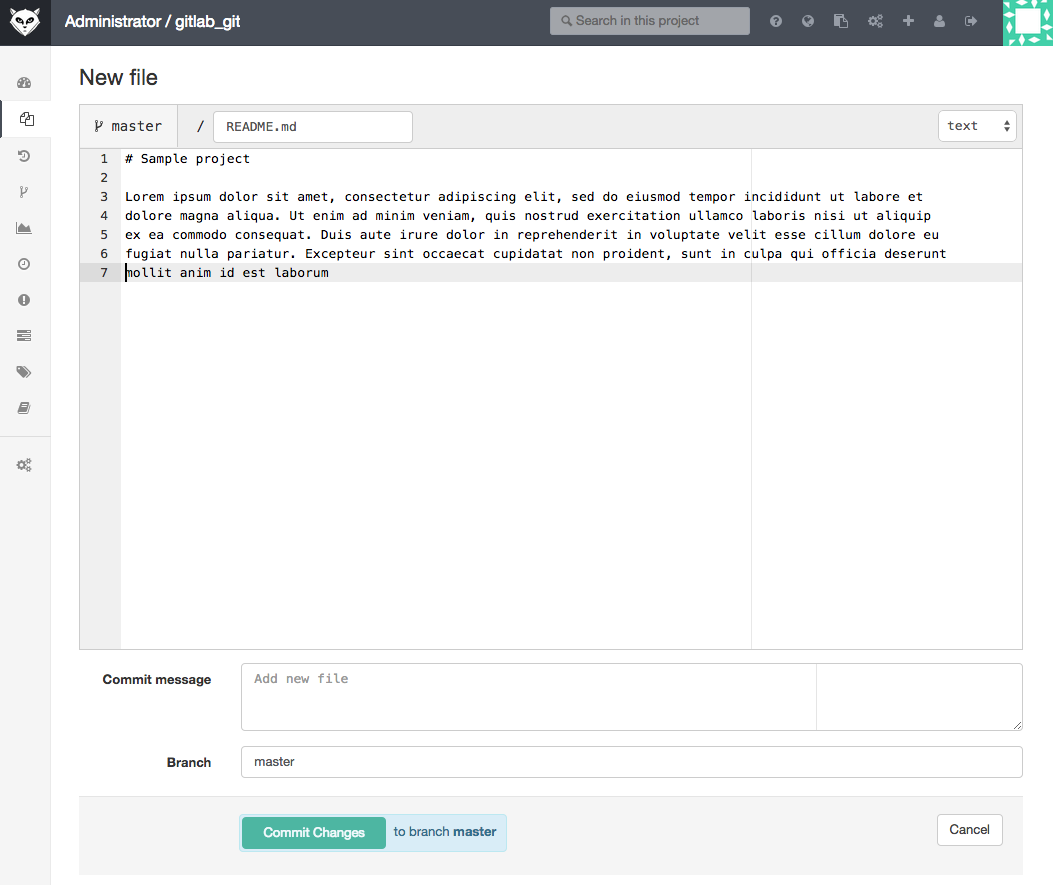 Administrator / gitlab_git
Search in this project
New file
master / README.md text
1 # Sample project
2
3 Lorem ipsum dolor sit amet, consectetur adipiscing elit, sed do eiusmod tempor incididunt ut labore et
4 dolore magna aliqua. Ut enim ad minim veniam, quis nostrud exercitation ullamco laboris nisi ut aliquip
5 ex ea commodo consequat. Duis aute irure dolor in reprehenderit in voluptate velit esse cillum dolore eu
6 fugiat nulla pariatur. Excepteur sint occaecat cupidatat non proident, sunt in culpa qui officia deserunt
7 mollit anim id est laborum
Commit message
Add new file
Branch
master
Commit Changes to branch master
Cancel